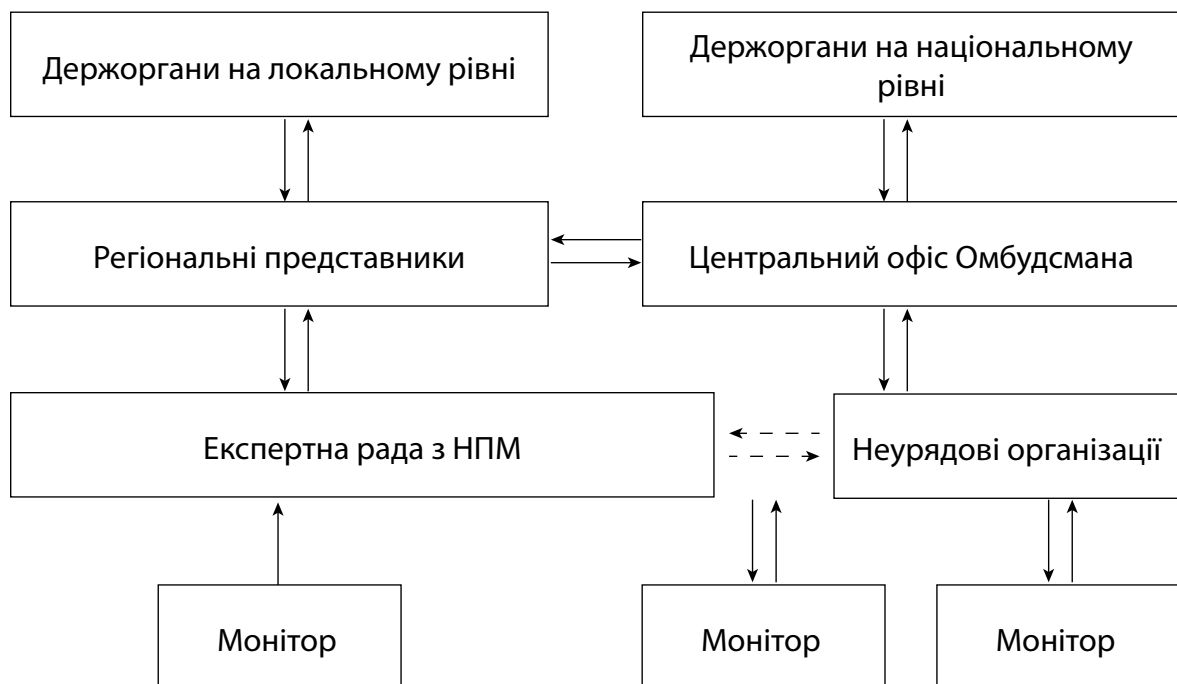 Держоргани на локальному рівні
Держоргани на національному
рівні
Регіональні представники
Центральний офіс Омбудсмана
Експертна рада з НПМ
Неурядові організації
Монітор
Монітор
Монітор